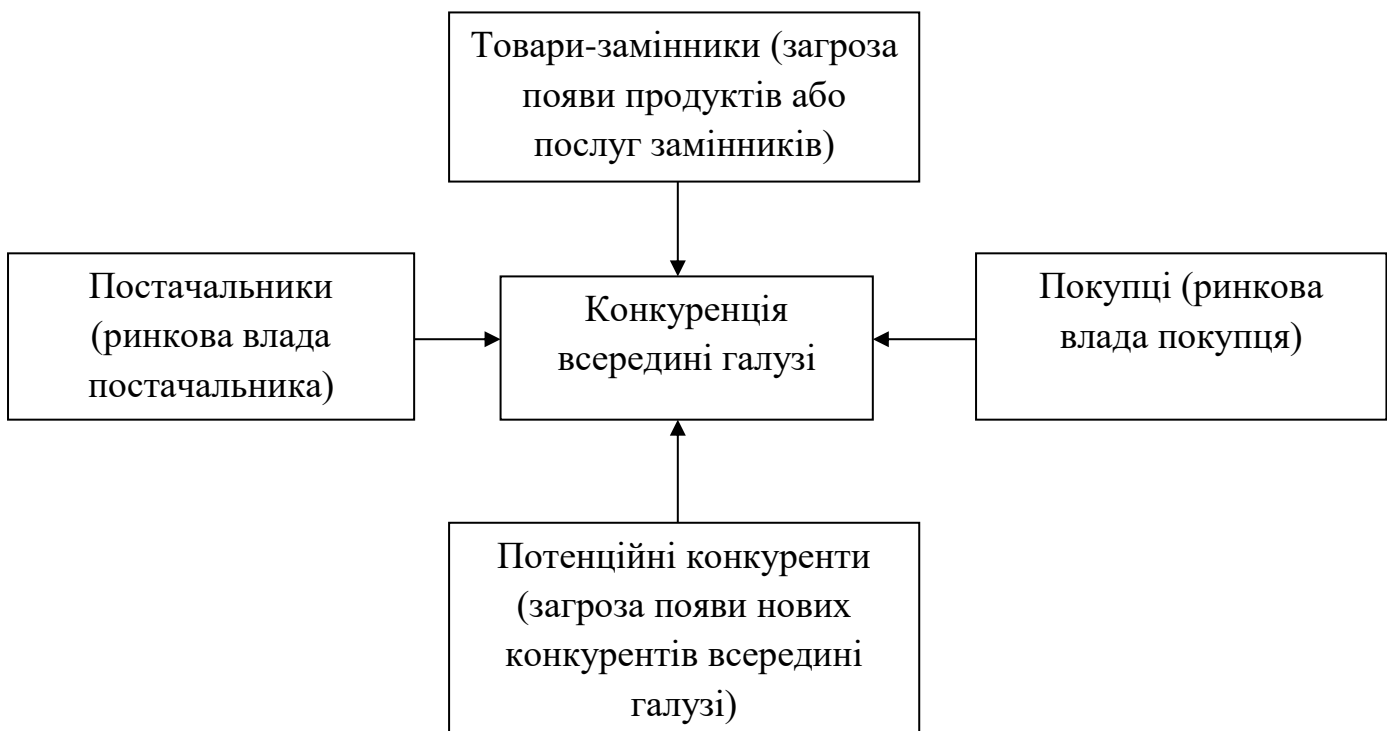 Товари-замінники (загроза
появи продуктів або
послуг замінників)
Постачальники
(ринкова влада
постачальника)
Конкуренція
всередині галузі
Покупці (ринкова
влада покупця)
Потенційні конкуренти
(загроза появи нових
конкурентів всередині
галузі)